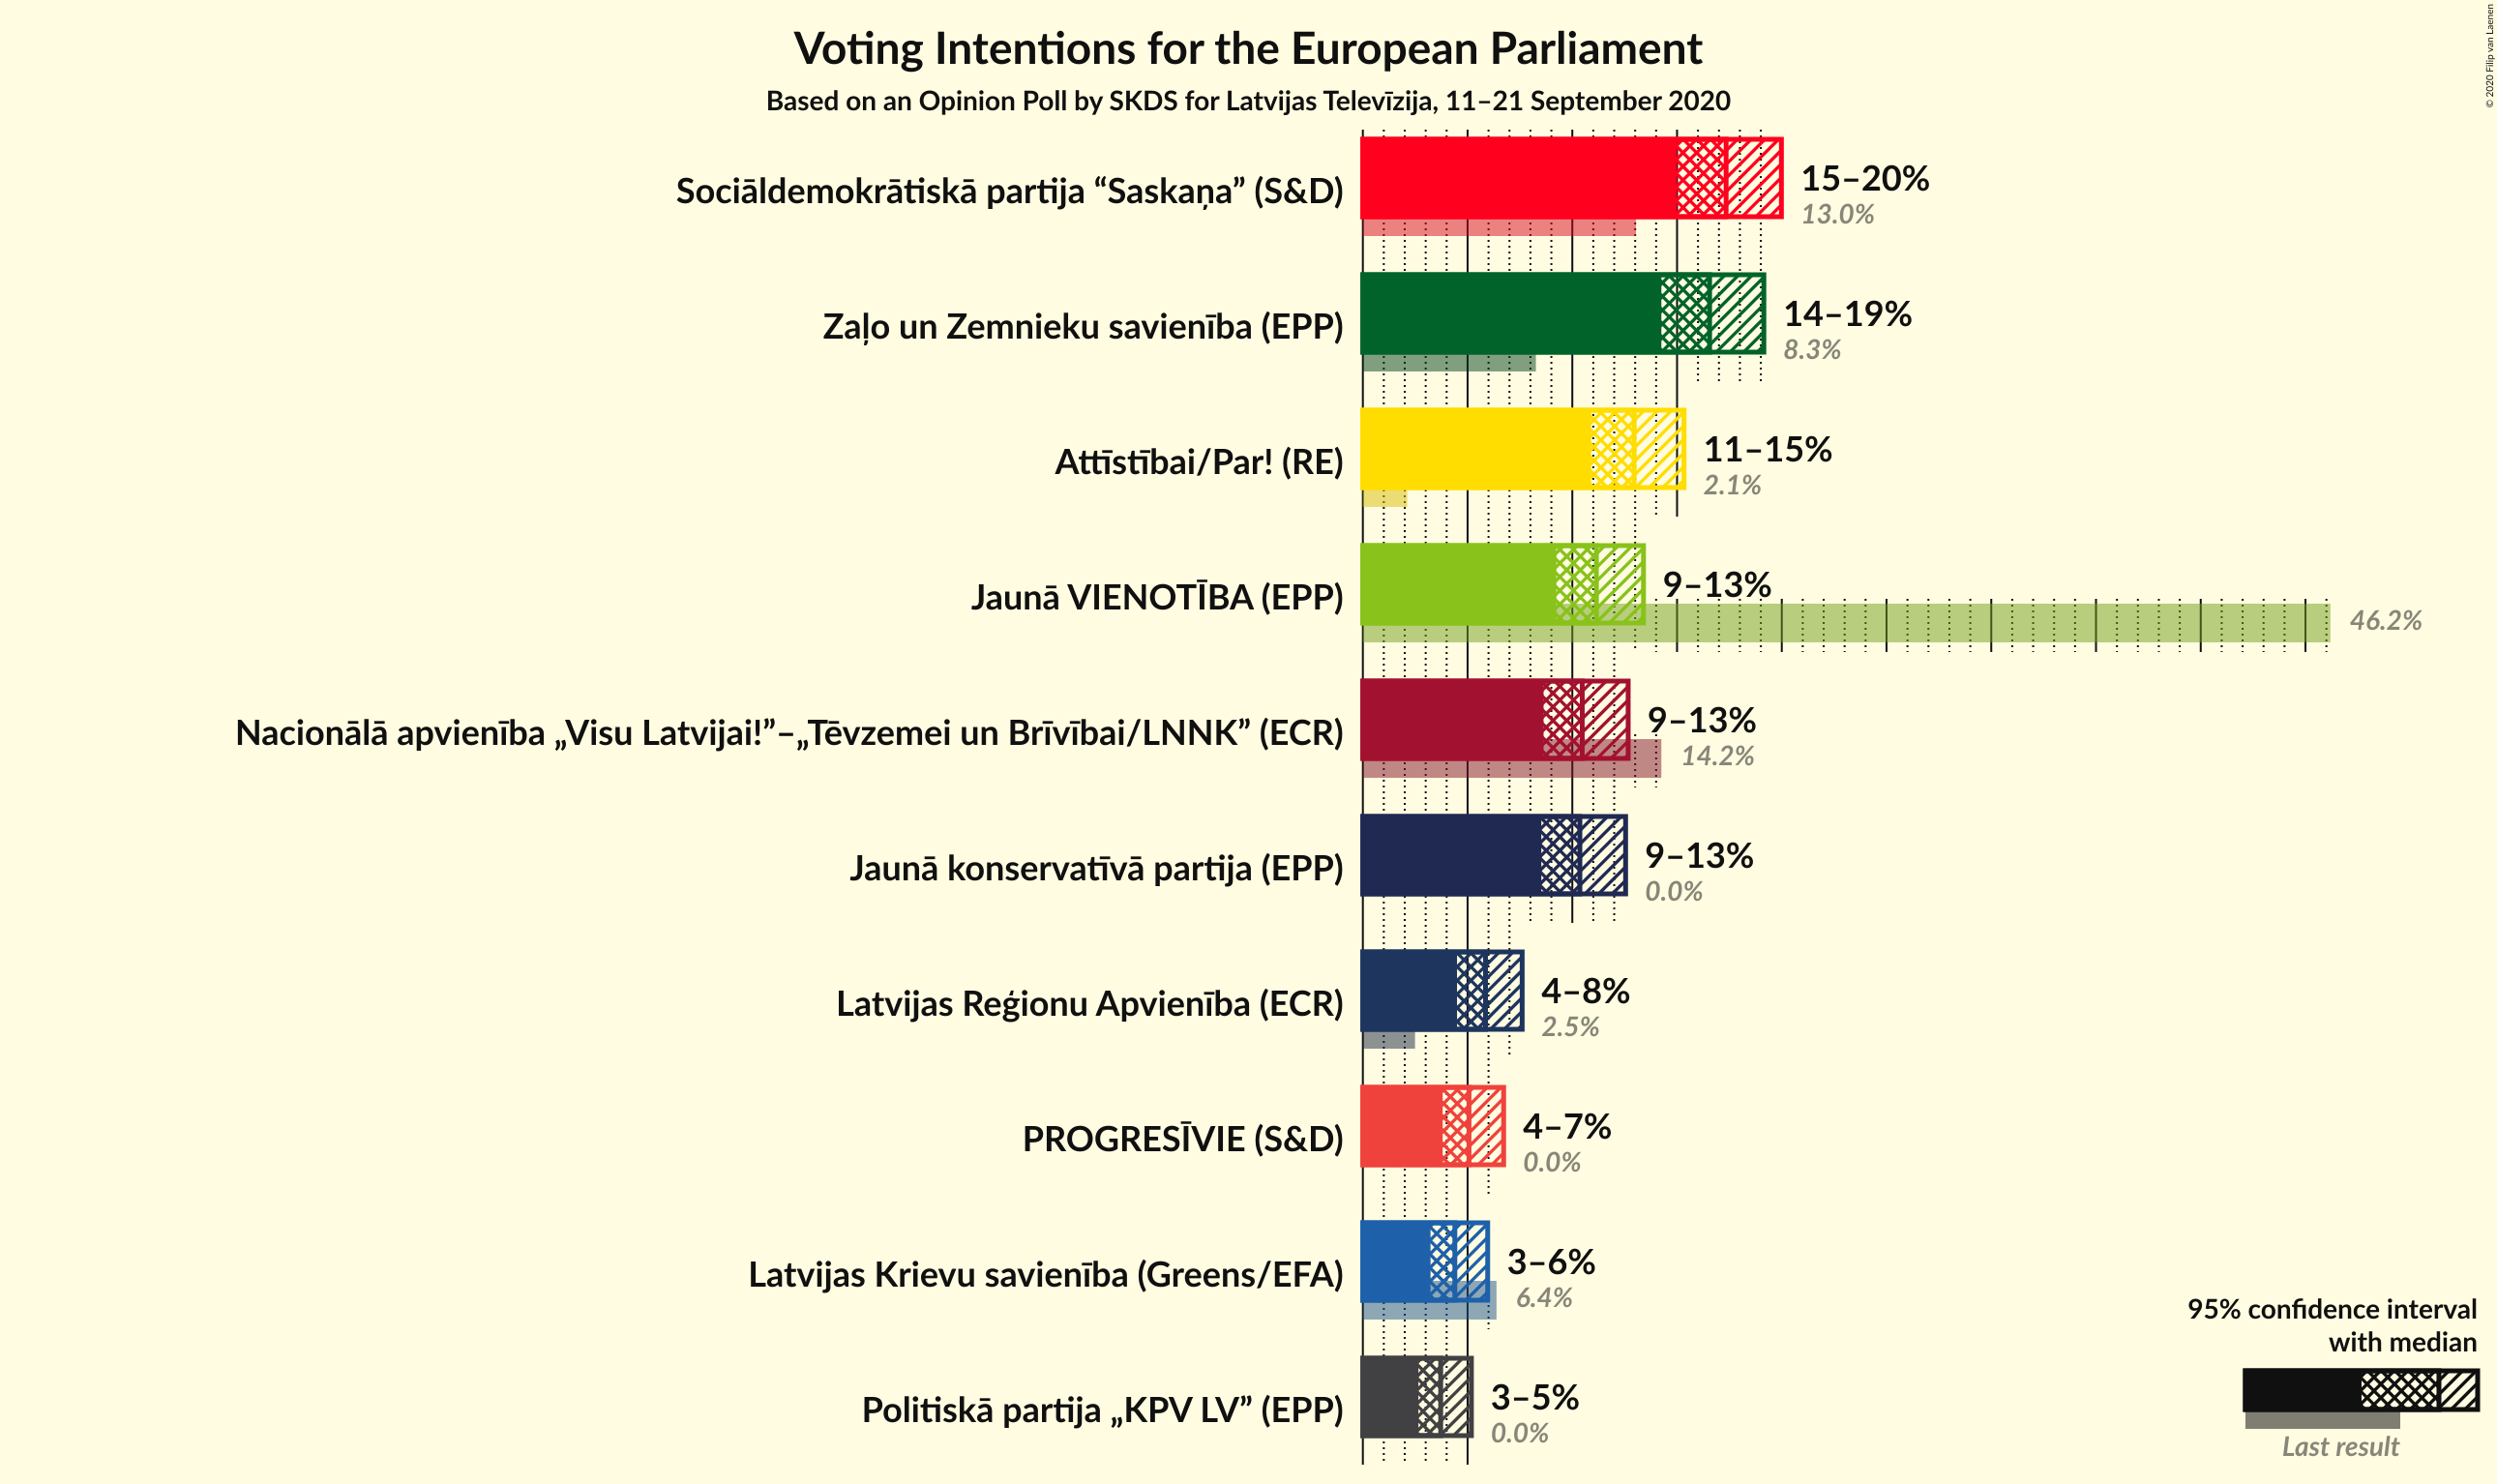 Voting Intentions for the European Parliament
Based on an Opinion Poll by SKDS for Latvijas Televīzija, 11–21 September 2020
© 2020 Filip van Laenen
Sociāldemokrātiskā partija “Saskaņa” (S&D)
15–20%
13.0%
Zaļo un Zemnieku savienība (EPP)
14–19%
8.3%
Attīstībai/Par! (RE)
11–15%
2.1%
Jaunā VIENOTĪBA (EPP)
9–13%
46.2%
Nacionālā apvienība „Visu Latvijai!”–„Tēvzemei un Brīvībai/LNNK” (ECR)
9–13%
14.2%
Jaunā konservatīvā partija (EPP)
9–13%
0.0%
Latvijas Reģionu Apvienība (ECR)
4–8%
2.5%
PROGRESĪVIE (S&D)
4–7%
0.0%
Latvijas Krievu savienība (Greens/EFA)
3–6%
6.4%
Politiskā partija „KPV LV” (EPP)
3–5%
0.0%
95% confidence interval
with median
Last result